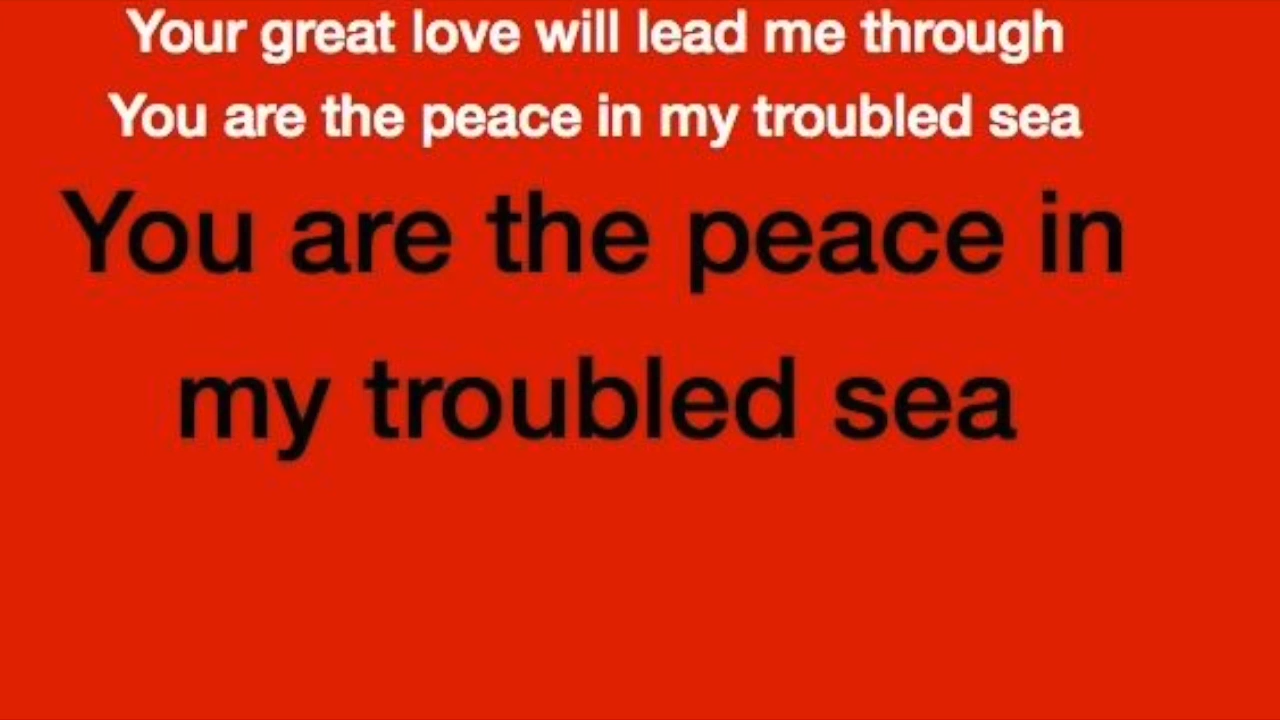 Your great love will lead me through
You are the peace in my troubled sea
You are the peace in
my troubled sea